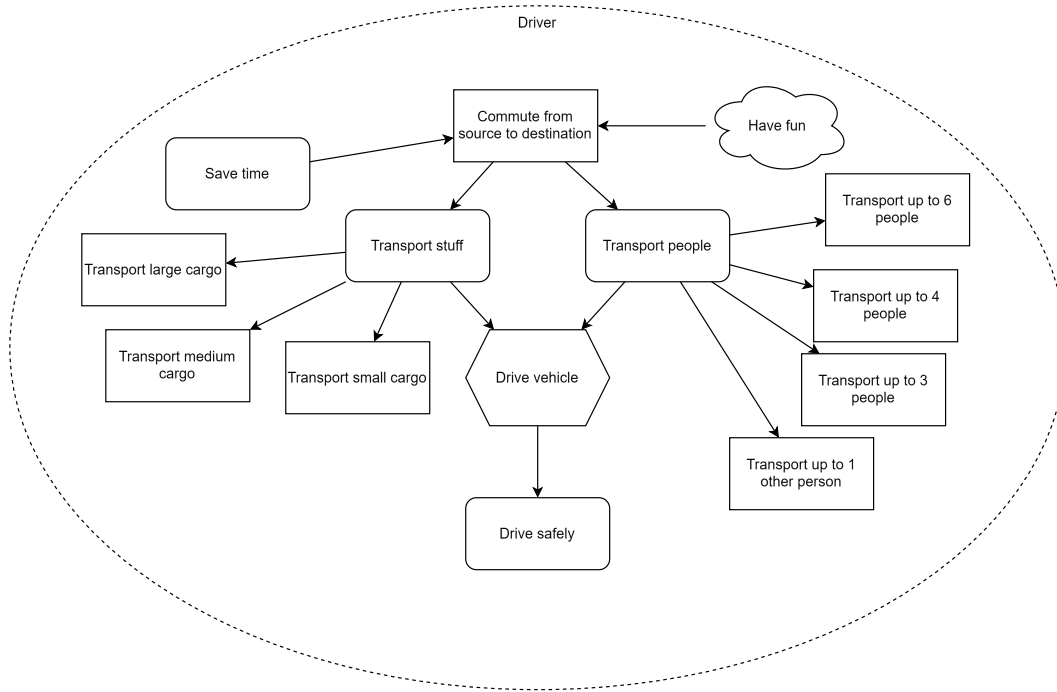 Driver
Commute from
source to destination
Have fun
Save time
Transport up to 6
people
Transport stuff
Transport people
Transport large cargo
Transport up to 4
people
Transport medium
cargo
Transport small cargo
Drive vehicle
Transport up to 3
people
Transport up to 1
other person
Drive safely